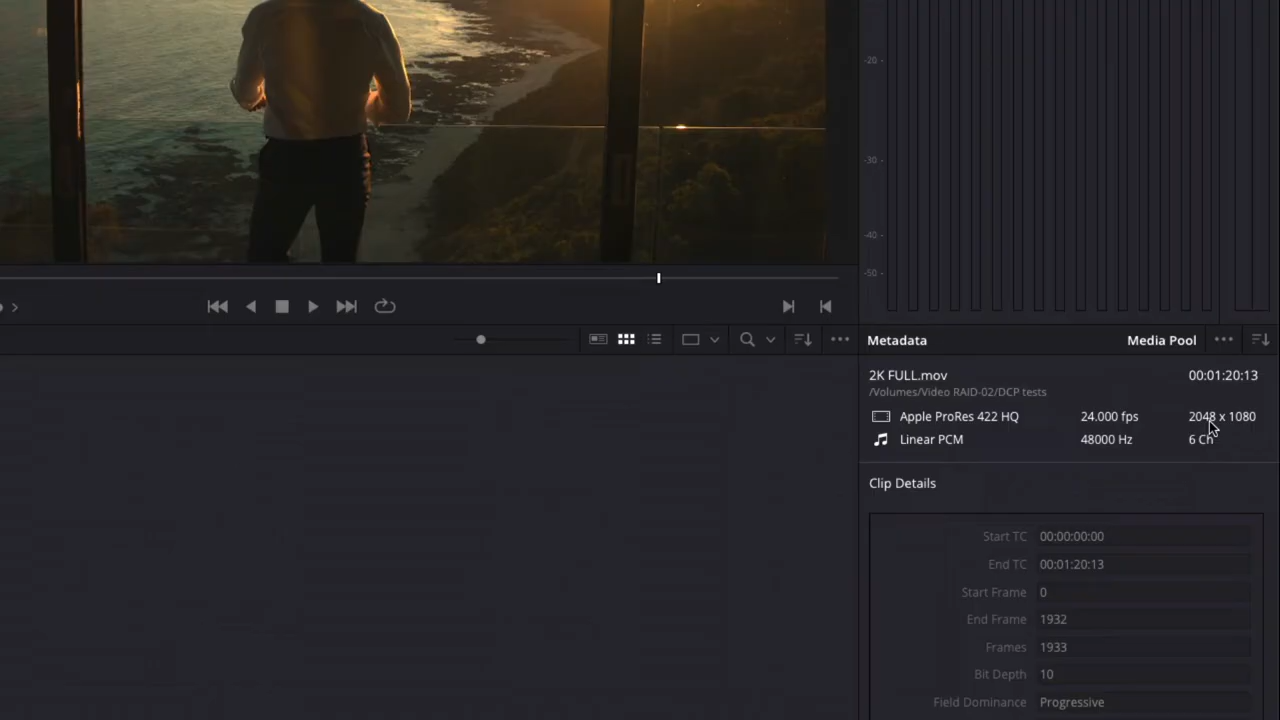 -20
-30
-40
-50
Metadata
Media Pool
2K FULL.mov 00:01:20:13
/Volumes/Video RAID-02/DCP tests
Apple ProRes 422 HQ 24.000 fps 2048 x 1080
Linear PCM 48000 Hz 6 Ch
Clip Details
Start TC 00:00:00:00
End TC 00:01:20:13
Start Frame 0
End Frame 1932
Frames 1933
Bit Depth 10
Field Dominance Progressive